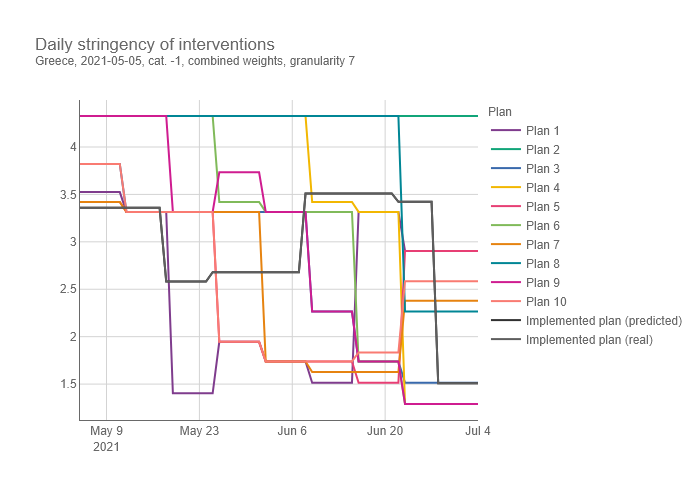 Daily stringency of interventions
Greece, 2021-05-05, cat. -1, combined weights, granularity 7
Plan
Plan 1
Plan 2
Plan 3
Plan 4
Plan 5
Plan 6
Plan 7
Plan 8
Plan 9
Plan 10
Implemented plan (predicted)
Implemented plan (real)
4
3.5
3
2.5
2
1.5
May 9
2021
May 23
Jun 6
Jun 20
Jul 4